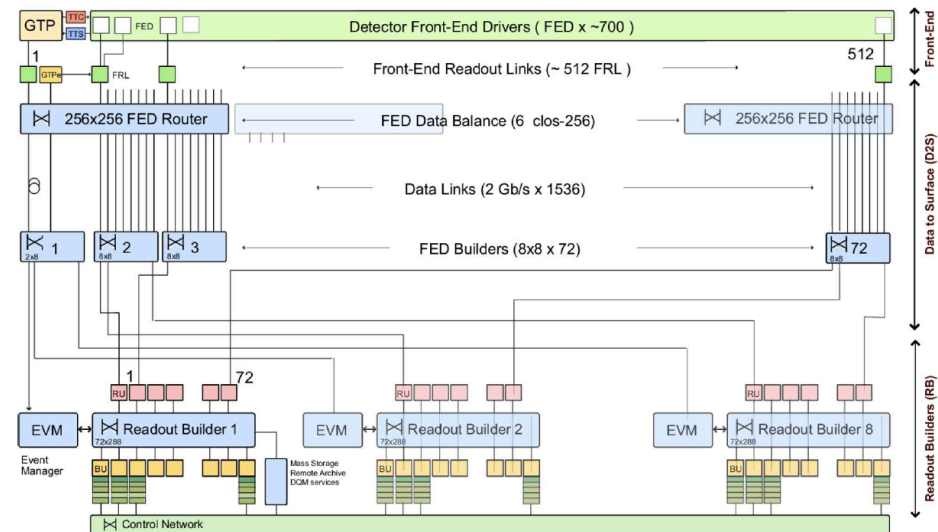 GTP
TTC
TTS
FED
Detector Front-End Drivers ( FED x ~700 )
1
GTPe
FRL
Front-End Readout Links (~ 512 FRL )
512
Front-End
256x256 FED Router
FED Data Balance (6 clos-256)
256x256 FED Router
Data Links (2 Gb/s x 1536)
Data to Surface (D2S)
1
2x8
2
8x8
3
8x8
FED Builders (8x8 x 72)
72
8x8
1
72
RU
RU
RU
EVM
Readout Builder 1
72x288
EVM
Readout Builder 2
72x288
EVM
Readout Builder 8
72x288
Readout Builders (RB)
Event
Manager
BU
Mass Storage
Remote Archive
DQM services
BU
BU
Control Network